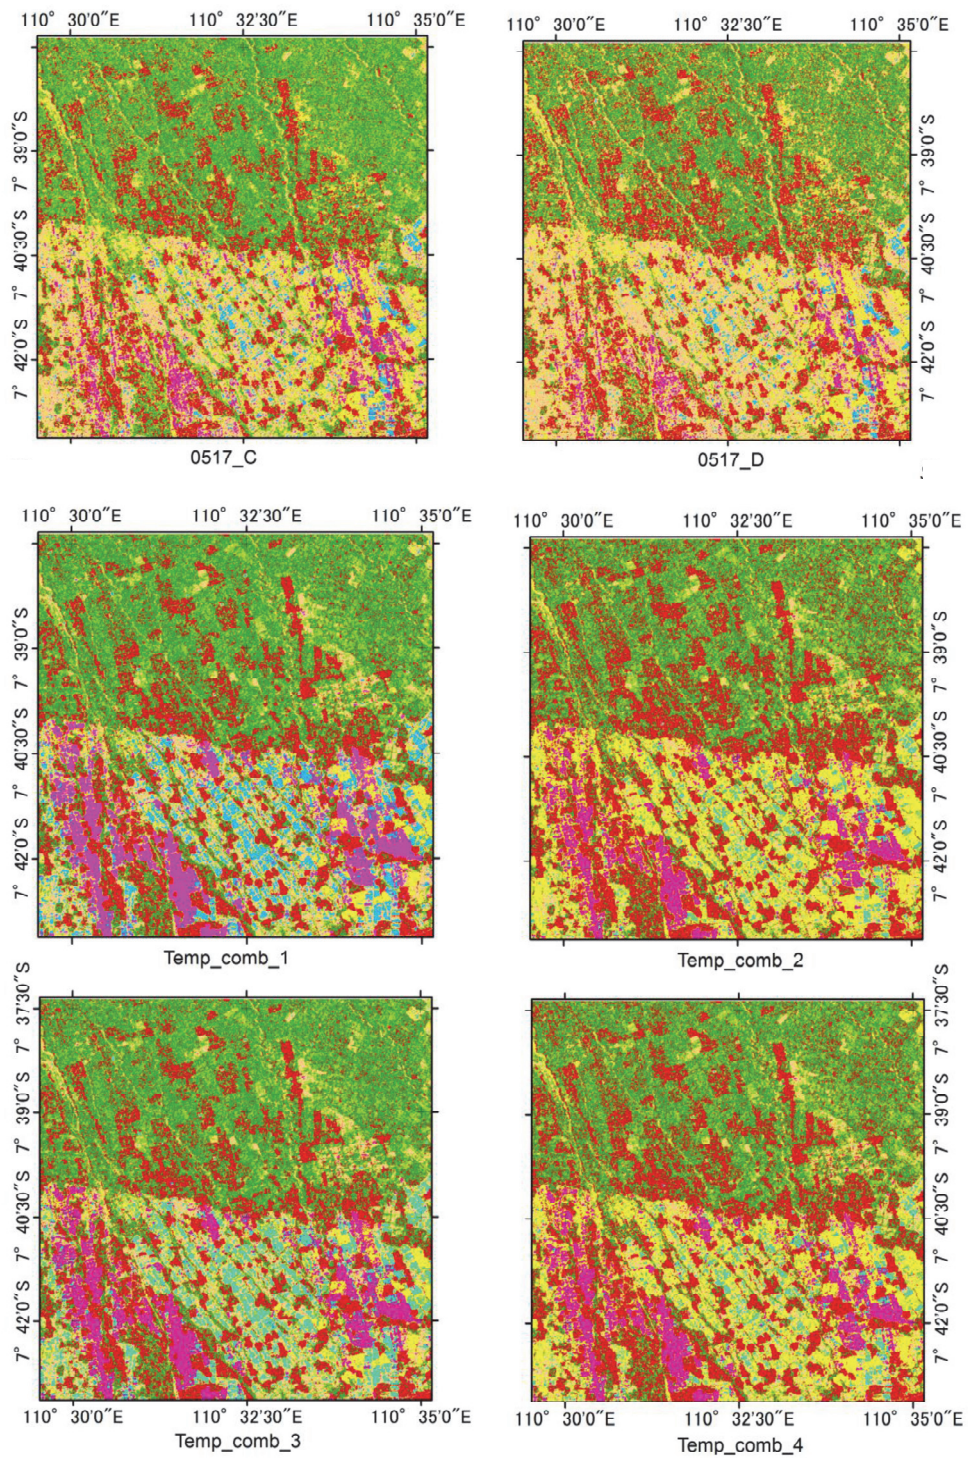 110° 30'0"E 110° 32'30"E 110° 35'0"E
110° 30'0"E 110° 32'30"E 110° 35'0"E
7° 39'0"S
7° 40'30"S
7° 42'0"S
7° 39'0"S
7° 40'30"S
7° 42'0"S
0517_C
0517_D
110° 30'0"E 110° 32'30"E 110° 35'0"E
110° 30'0"E 110° 32'30"E 110° 35'0"E
7° 39'0"S
7° 40'30"S
7° 42'0"S
7° 39'0"S
7° 40'30"S
7° 42'0"S
Temp_comb_1
Temp_comb_2
7° 37'30"S
7° 39'0"S
7° 40'30"S
7° 42'0"S
7° 37'30"S
7° 39'0"S
7° 40'30"S
7° 42'0"S
110° 30'0"E 110° 32'30"E 110° 35'0"E
110° 30'0"E 110° 32'30"E 110° 35'0"E
Temp_comb_3
Temp_comb_4